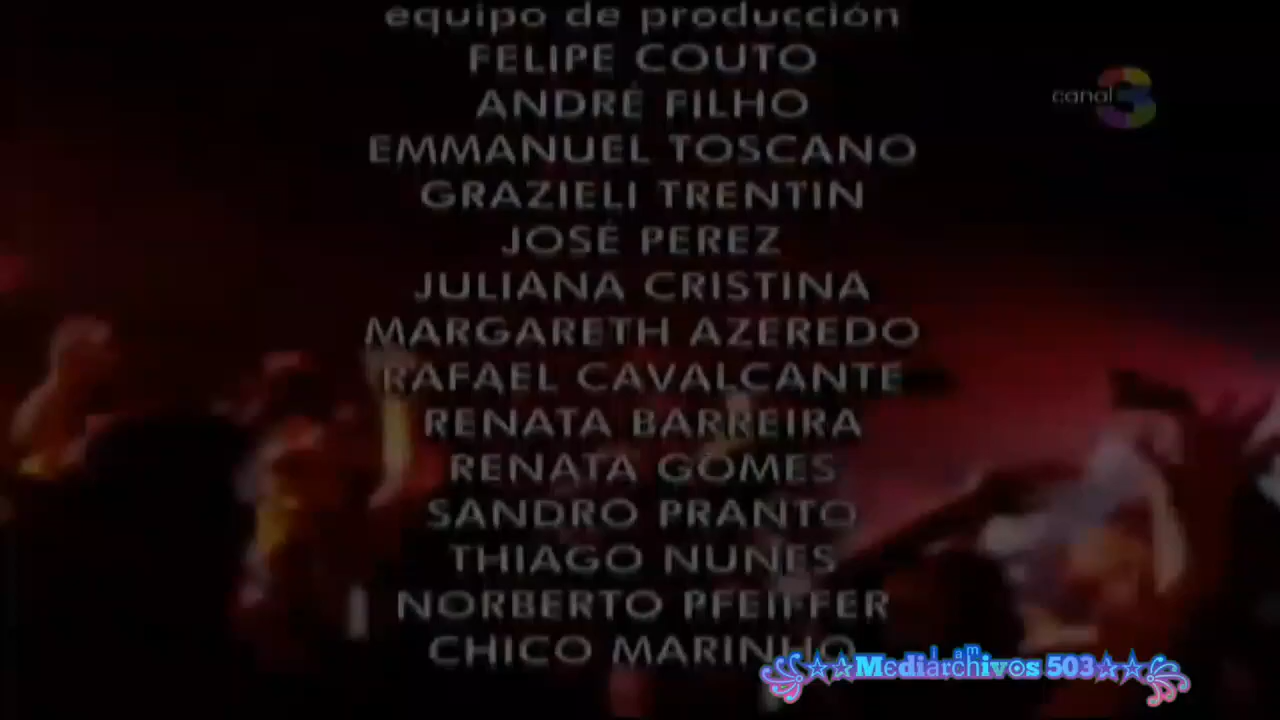 equipo de producción
FELIPE COUTO
ANDRÉ FILHO
EMMANUEL TOSCANO
GRAZIELI TRENTIN
JOSÉ PEREZ
JULIANA CRISTINA
MARGARETH AZEREDO
RAFAEL CAVALCANTE
RENATA BARREIRA
RENATA GOMES
SANDRO PRANTO
THIAGO NUNES
NORBERTO PFEIFFER
CHICO MARINHO
canal 3
Mediarchivos 503